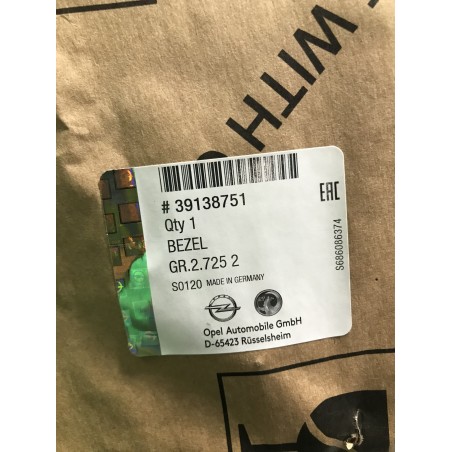 WITH
# 39138751
Qty 1
BEZEL
GR.2.725 2
S0120 MADE IN GERMANY
Opel Automobile GmbH
D-65423 Rüsselsheim
EAC
S686086374